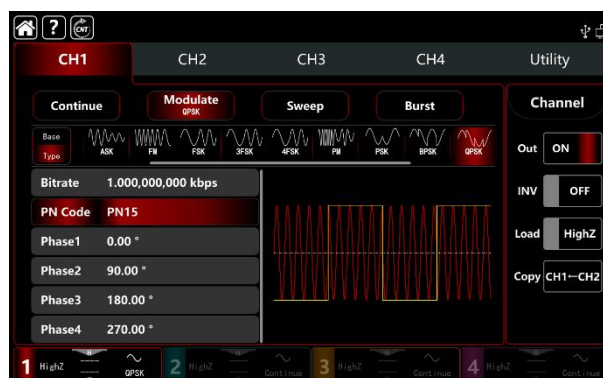 CNT
CH1 CH2 CH3 CH4 Utility
Continue Modulate Sweep Burst Channel
QPSK
Base
Type
ASK FM FSK 3FSK 4FSK PM PSK BPSK QPSK
Out ON
Bitrate 1.000,000,000 kbps
INV OFF
PN Code PN15
Phase1 0.00 °
Load HighZ
Phase2 90.00 °
Copy CH1←CH2
Phase3 180.00 °
Phase4 270.00 °
1 HighZ QPSK 2 HighZ Continue 3 HighZ Continue 4 HighZ Continue